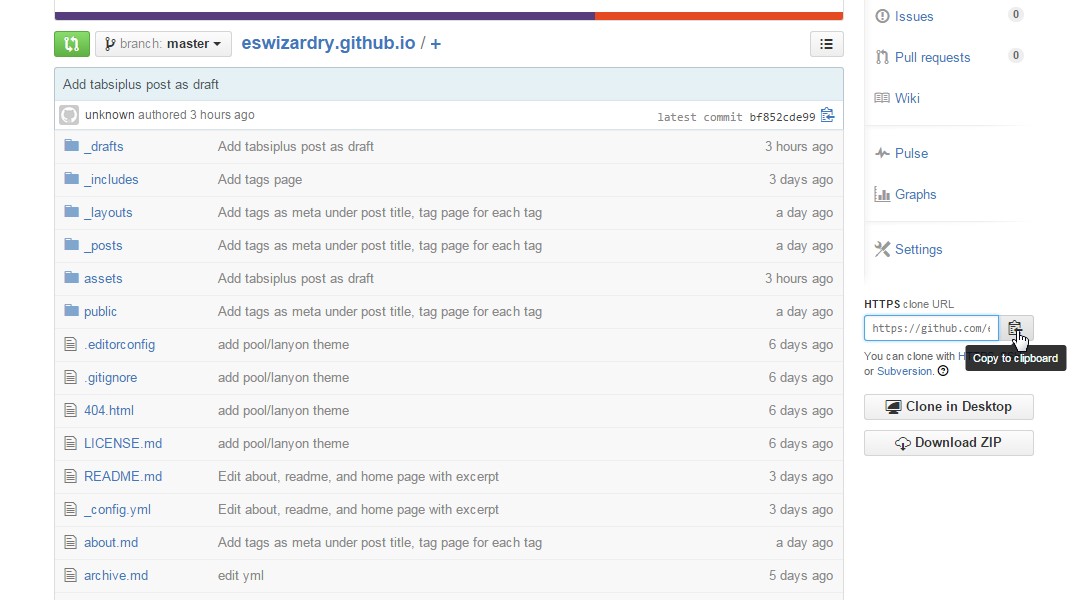 branch: master
eswizardry.github.io / +
Add tabsiplus post as draft
unknown authored 3 hours ago
latest commit bf852cde99
_drafts Add tabsiplus post as draft 3 hours ago
_includes Add tags page 3 days ago
_layouts Add tags as meta under post title, tag page for each tag a day ago
_posts Add tags as meta under post title, tag page for each tag a day ago
assets Add tabsiplus post as draft 3 hours ago
public Add tags as meta under post title, tag page for each tag a day ago
.editorconfig add pool/lanyon theme 6 days ago
.gitignore add pool/lanyon theme 6 days ago
404.html add pool/lanyon theme 6 days ago
LICENSE.md add pool/lanyon theme 6 days ago
README.md Edit about, readme, and home page with excerpt 3 days ago
_config.yml Edit about, readme, and home page with excerpt 3 days ago
about.md Add tags as meta under post title, tag page for each tag a day ago
archive.md edit yml 5 days ago
Issues 0
Pull requests 0
Wiki
Pulse
Graphs
Settings
HTTPS clone URL
https://github.com/
You can clone with
Copy to clipboard
or Subversion.
Clone in Desktop
Download ZIP